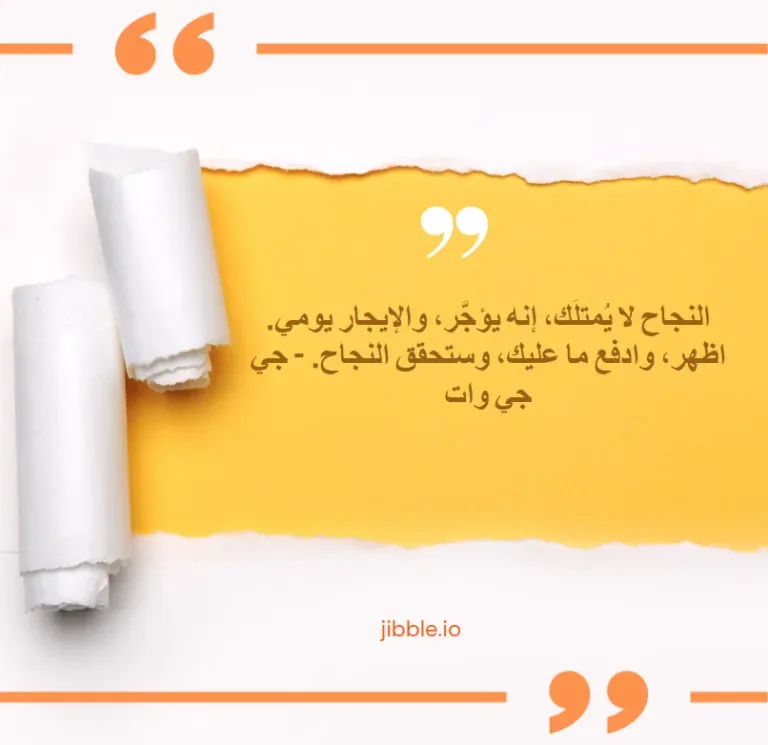 النجاح لا يُمتلَك، إنه يؤجَّر، والإيجار يومي.
اظهر، وادفع ما عليك، وستحقق النجاح. - جي
جي وات
jibble.io